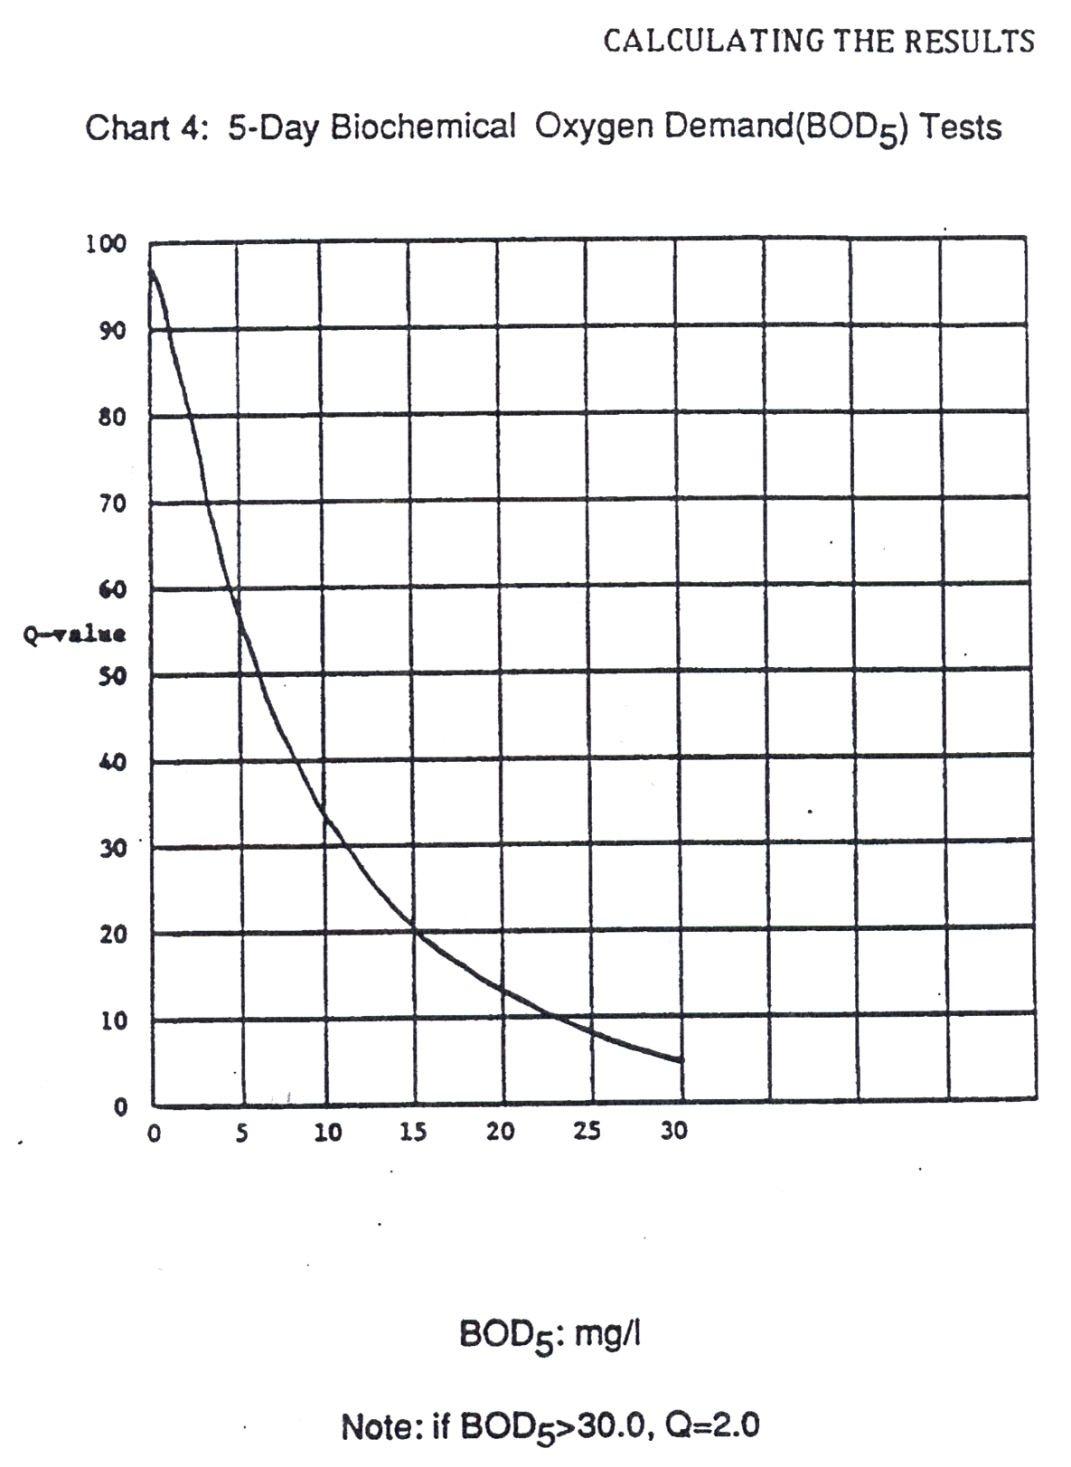 CALCULATING THE RESULTS
Chart 4: 5-Day Biochemical Oxygen Demand(BOD5) Tests
100
90
80
70
60
Q-value
50
40
30
20
10
0
0 5 10 15 20 25 30
BOD5: mg/l
Note: if BOD5>30.0, Q=2.0